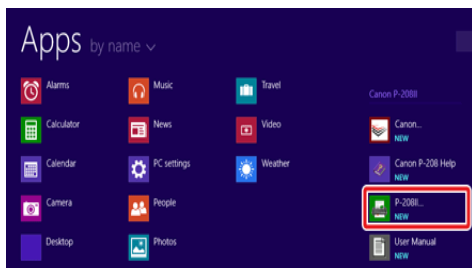 Apps by name
Alarms
Calculator
Calendar
Camera
Desktop
Music
News
PC settings
People
Photos
Travel
Video
Weather
Canon P-208II
Canon...
NEW
Canon P-208 Help
NEW
P-208II...
NEW
User Manual
NEW